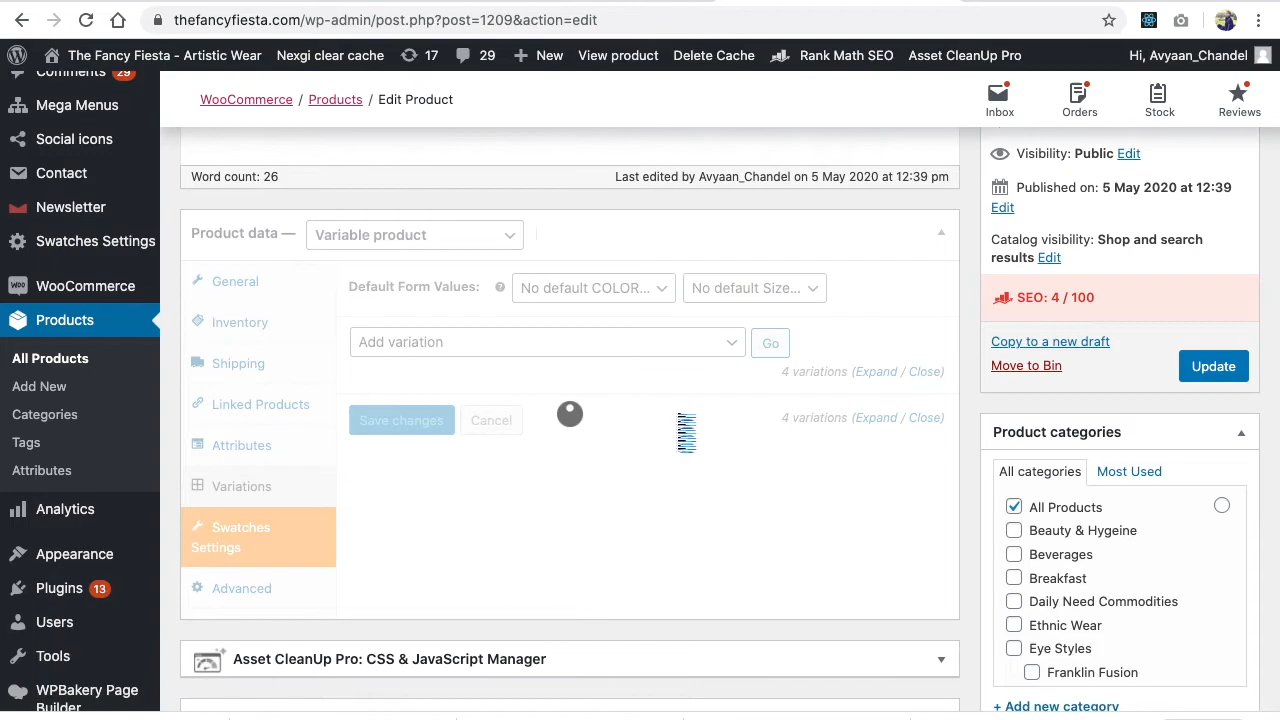 thefancyfiesta.com/wp-admin/post.php?post=1209&action=edit
The Fancy Fiesta - Artistic Wear Nexgi clear cache 17 29 New View product Delete Cache Rank Math SEO Asset CleanUp Pro Hi, Avyaan_Chandel
Comments 29
Mega Menus
Social icons
Contact
Newsletter
Swatches Settings
WooCommerce
Products
All Products
Add New
Categories
Tags
Attributes
Analytics
Appearance
Plugins 13
Users
Tools
WPBakery Page
Builder
WooCommerce / Products / Edit Product
Inbox Orders Stock Reviews
Word count: 26 Last edited by Avyaan_Chandel on 5 May 2020 at 12:39 pm
Product data — Variable product
General
Inventory
Shipping
Linked Products
Attributes
Variations
Swatches
Settings
Advanced
Default Form Values: No default COLOR... No default Size...
Add variation Go
4 variations (Expand / Close)
Save changes Cancel 4 variations (Expand / Close)
Asset CleanUp Pro: CSS & JavaScript Manager
Visibility: Public Edit
Published on: 5 May 2020 at 12:39
Edit
Catalog visibility: Shop and search
results Edit
SEO: 4 / 100
Copy to a new draft
Move to Bin Update
Product categories
All categories Most Used
All Products
Beauty & Hygeine
Beverages
Breakfast
Daily Need Commodities
Ethnic Wear
Eye Styles
Franklin Fusion
+ Add new category